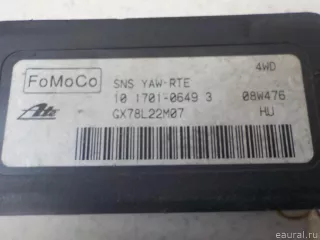 4WD
FoMoCo SNS YAW-RTE
10 1701-0649 3 08W476
Ate GX78L22M07 HU
© eaural.ru